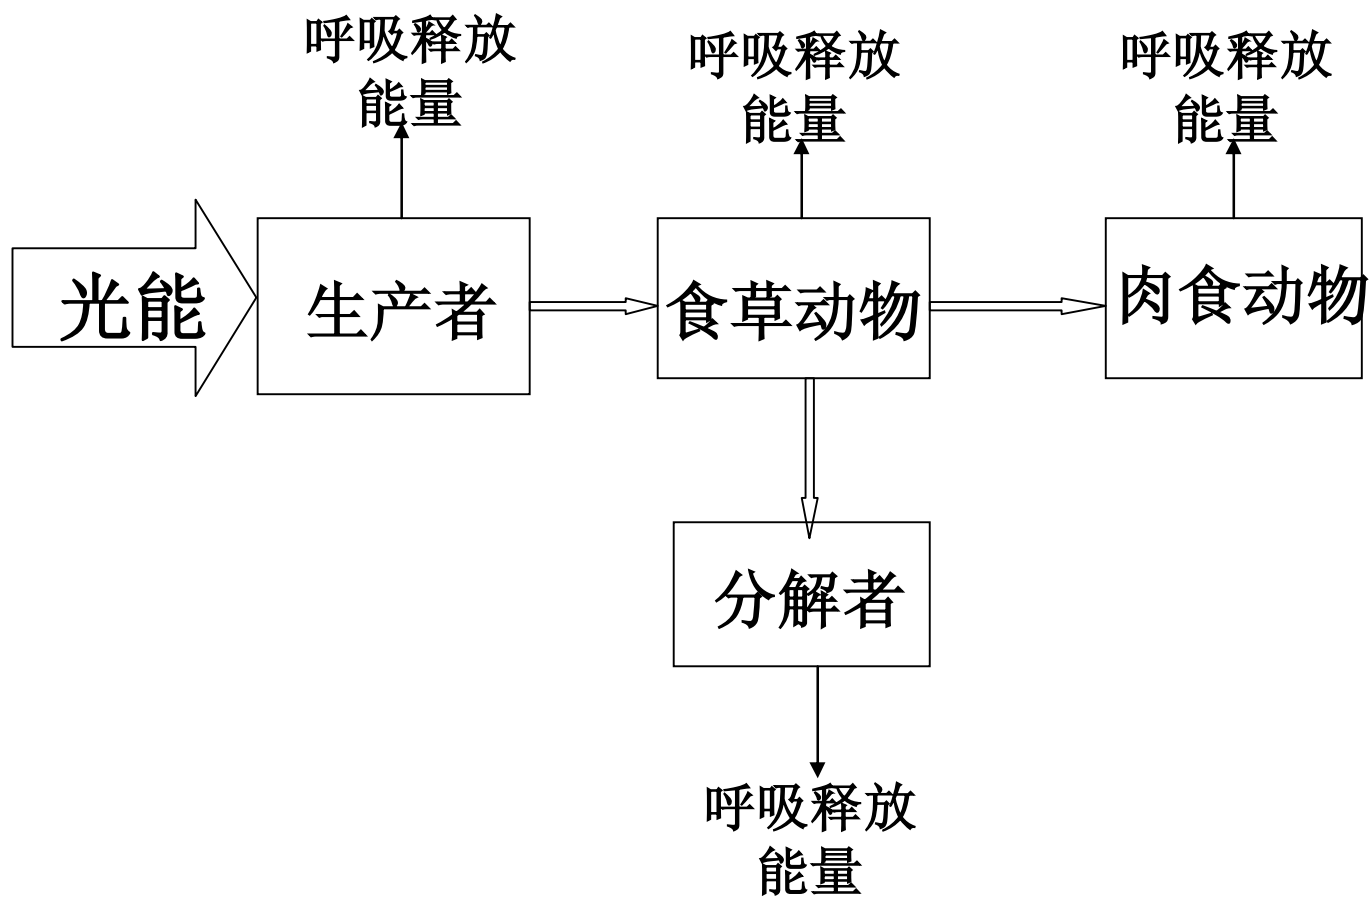 呼吸释放
能量
呼吸释放
能量
呼吸释放
能量
光能
生产者
食草动物
肉食动物
分解者
呼吸释放
能量